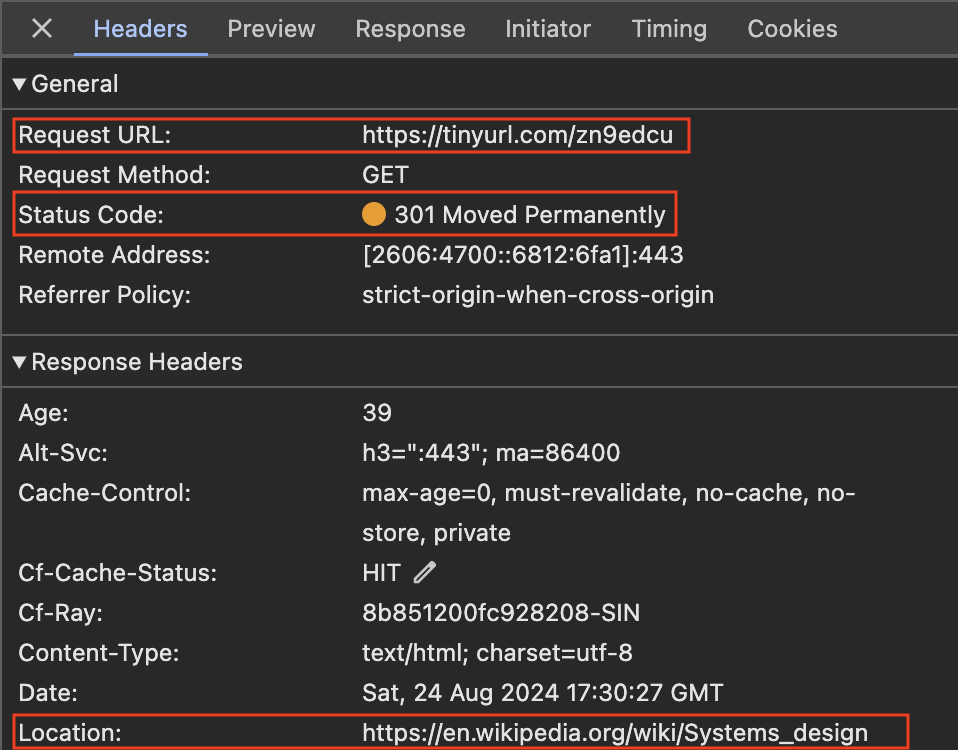 Headers Preview Response Initiator Timing Cookies
General
Request URL: https://tinyurl.com/zn9edcu
Request Method: GET
Status Code: 301 Moved Permanently
Remote Address: [2606:4700::6812:6fa1]:443
Referrer Policy: strict-origin-when-cross-origin
Response Headers
Age: 39
Alt-Svc: h3=":443"; ma=86400
Cache-Control: max-age=0, must-revalidate, no-cache, no-
store, private
Cf-Cache-Status: HIT
Cf-Ray: 8b851200fc928208-SIN
Content-Type: text/html; charset=utf-8
Date: Sat, 24 Aug 2024 17:30:27 GMT
Location: https://en.wikipedia.org/wiki/Systems_design